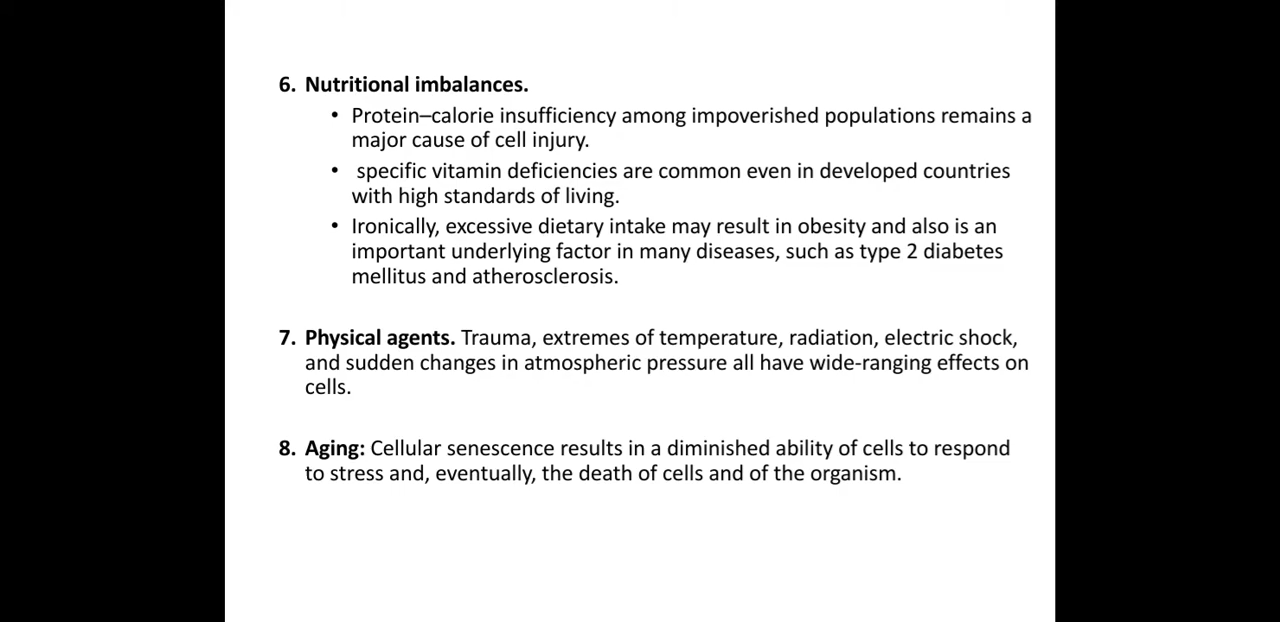 6. Nutritional imbalances.
• Protein–calorie insufficiency among impoverished populations remains a
major cause of cell injury.
• specific vitamin deficiencies are common even in developed countries
with high standards of living.
• Ironically, excessive dietary intake may result in obesity and also is an
important underlying factor in many diseases, such as type 2 diabetes
mellitus and atherosclerosis.
7. Physical agents. Trauma, extremes of temperature, radiation, electric shock,
and sudden changes in atmospheric pressure all have wide-ranging effects on
cells.
8. Aging: Cellular senescence results in a diminished ability of cells to respond
to stress and, eventually, the death of cells and of the organism.